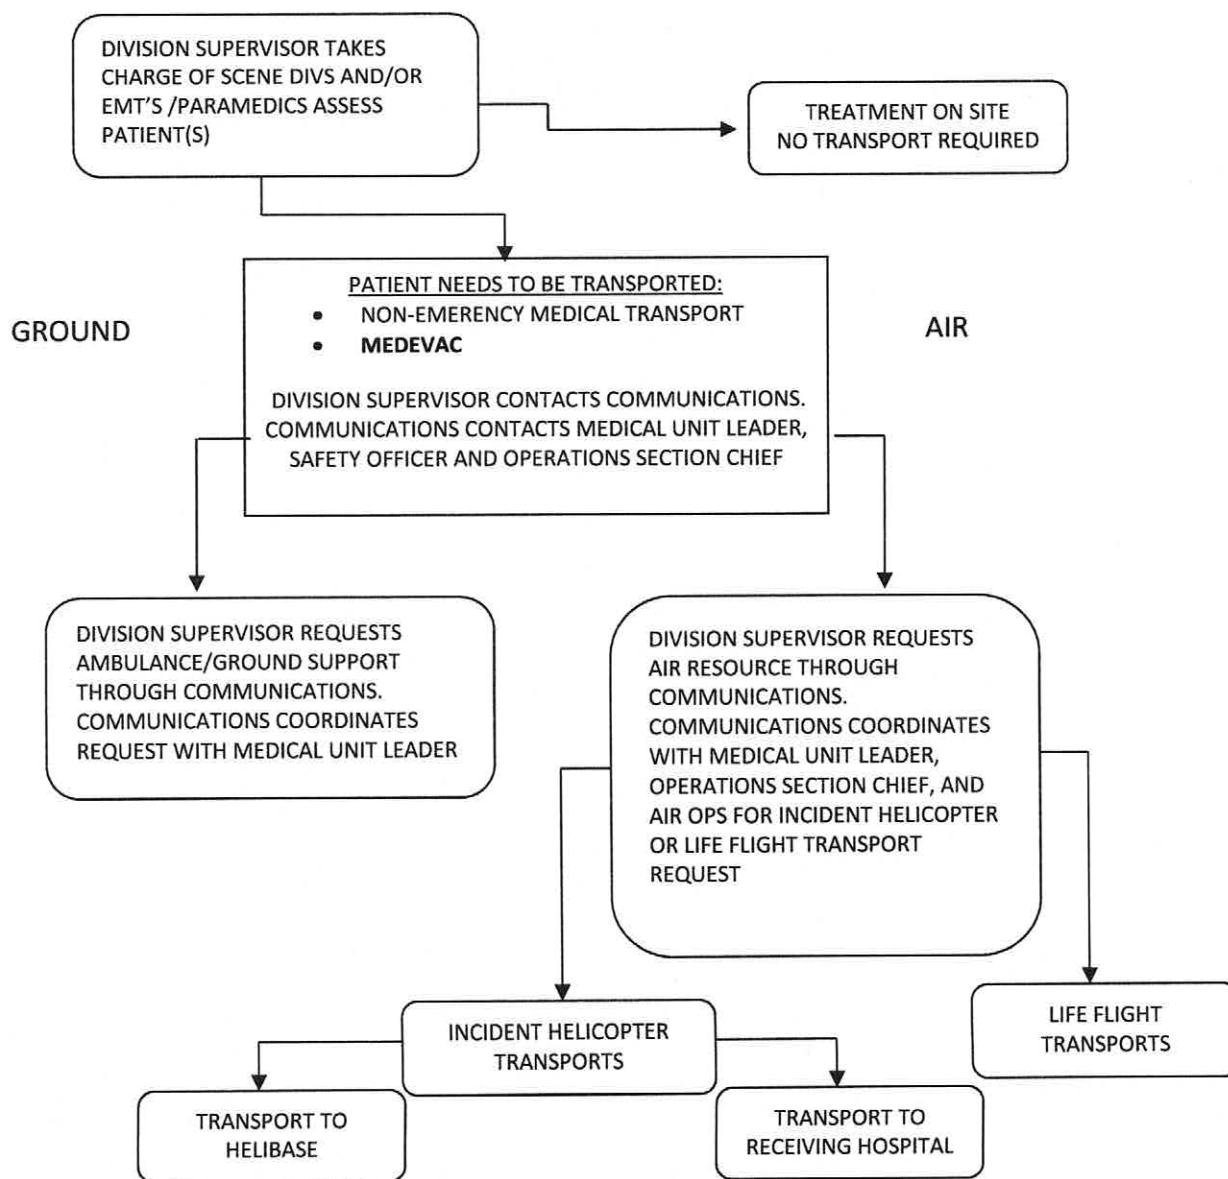 DIVISION SUPERVISOR TAKES
CHARGE OF SCENE DIVS AND/OR
EMT'S /PARAMEDICS ASSESS
PATIENT(S)
TREATMENT ON SITE
NO TRANSPORT REQUIRED
PATIENT NEEDS TO BE TRANSPORTED:
• NON-EMERENCY MEDICAL TRANSPORT
• MEDEVAC
GROUND
AIR
DIVISION SUPERVISOR CONTACTS COMMUNICATIONS.
COMMUNICATIONS CONTACTS MEDICAL UNIT LEADER,
SAFETY OFFICER AND OPERATIONS SECTION CHIEF
DIVISION SUPERVISOR REQUESTS
AMBULANCE/GROUND SUPPORT
THROUGH COMMUNICATIONS.
COMMUNICATIONS COORDINATES
REQUEST WITH MEDICAL UNIT LEADER
DIVISION SUPERVISOR REQUESTS
AIR RESOURCE THROUGH
COMMUNICATIONS.
COMMUNICATIONS COORDINATES
WITH MEDICAL UNIT LEADER,
OPERATIONS SECTION CHIEF, AND
AIR OPS FOR INCIDENT HELICOPTER
OR LIFE FLIGHT TRANSPORT
REQUEST
INCIDENT HELICOPTER
TRANSPORTS
LIFE FLIGHT
TRANSPORTS
TRANSPORT TO
HELIBASE
TRANSPORT TO
RECEIVING HOSPITAL